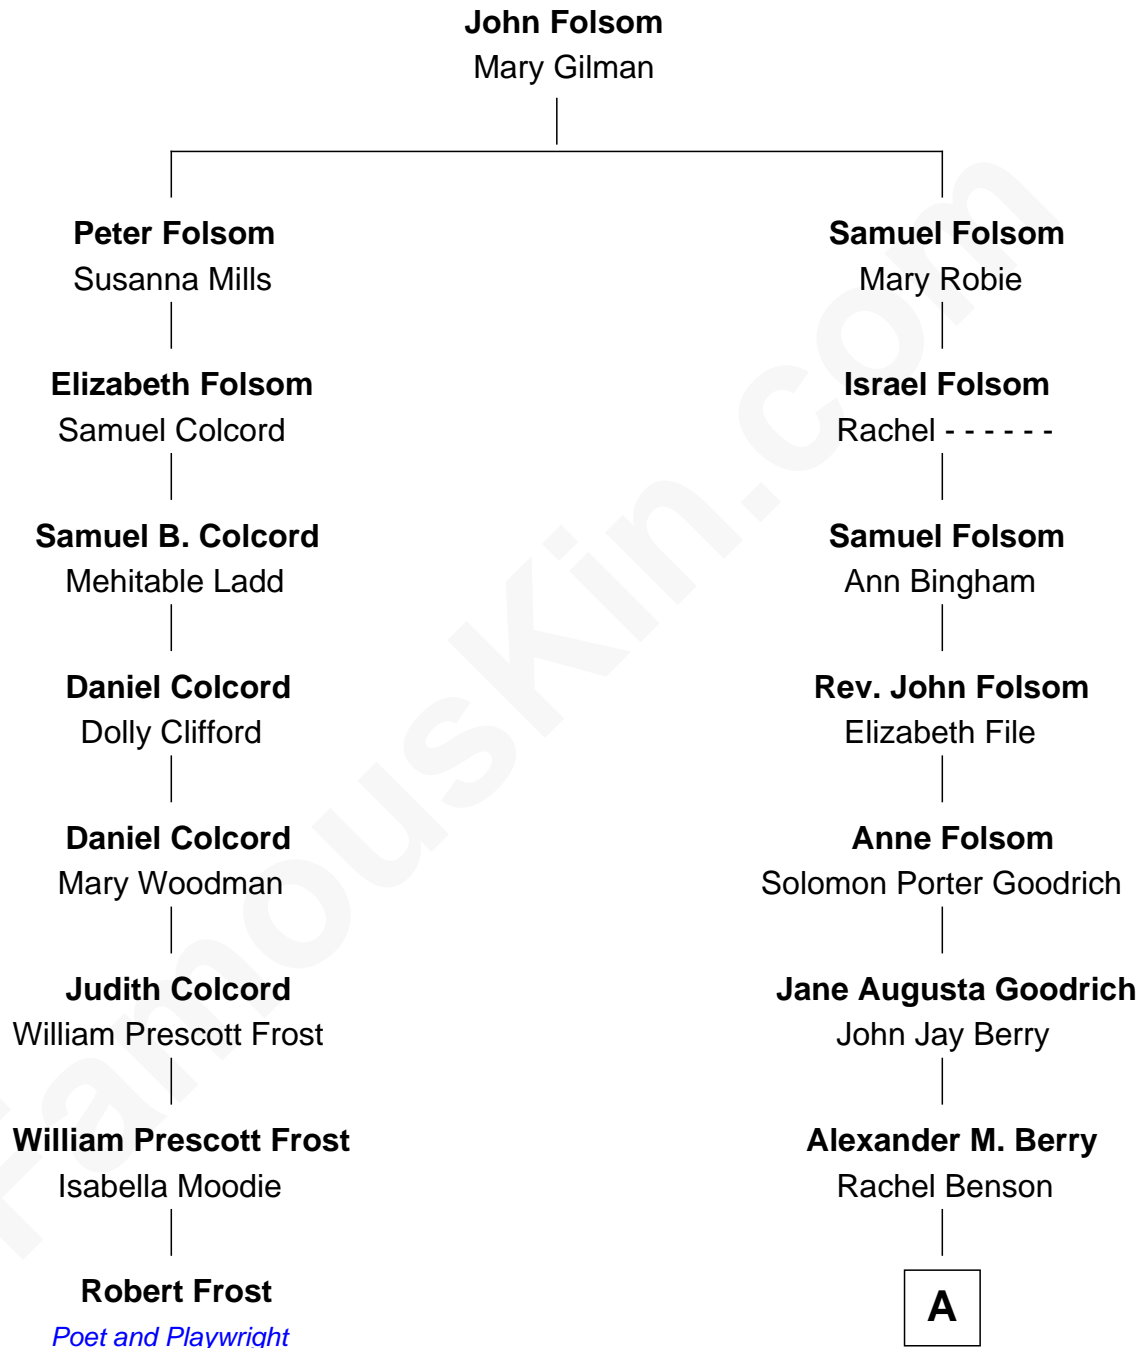 John Folsom
Mary Gilman
Peter Folsom
Susanna Mills
Samuel Folsom
Mary Robie
Elizabeth Folsom
Samuel Colcord
Israel Folsom
Rachel - - - - - -
Samuel B. Colcord
Mehitable Ladd
Samuel Folsom
Ann Bingham
Daniel Colcord
Dolly Clifford
Rev. John Folsom
Elizabeth File
Daniel Colcord
Mary Woodman
Anne Folsom
Solomon Porter Goodrich
Judith Colcord
William Prescott Frost
Jane Augusta Goodrich
John Jay Berry
William Prescott Frost
Isabella Moodie
Alexander M. Berry
Rachel Benson
Robert Frost
Poet and Playwright
A
FamousKin.com